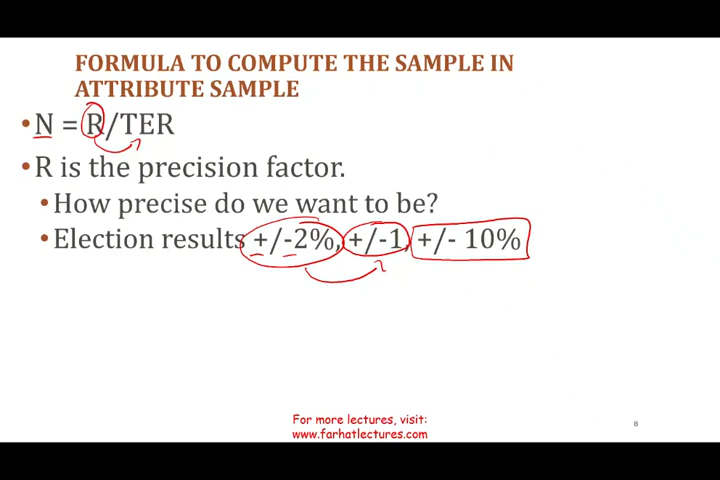 FORMULA TO COMPUTE THE SAMPLE IN
ATTRIBUTE SAMPLE
• N = R/TER
• R is the precision factor.
• How precise do we want to be?
• Election results +/-2%, +/-1, +/- 10%
For more lectures, visit:
www.farhatlectures.com
8